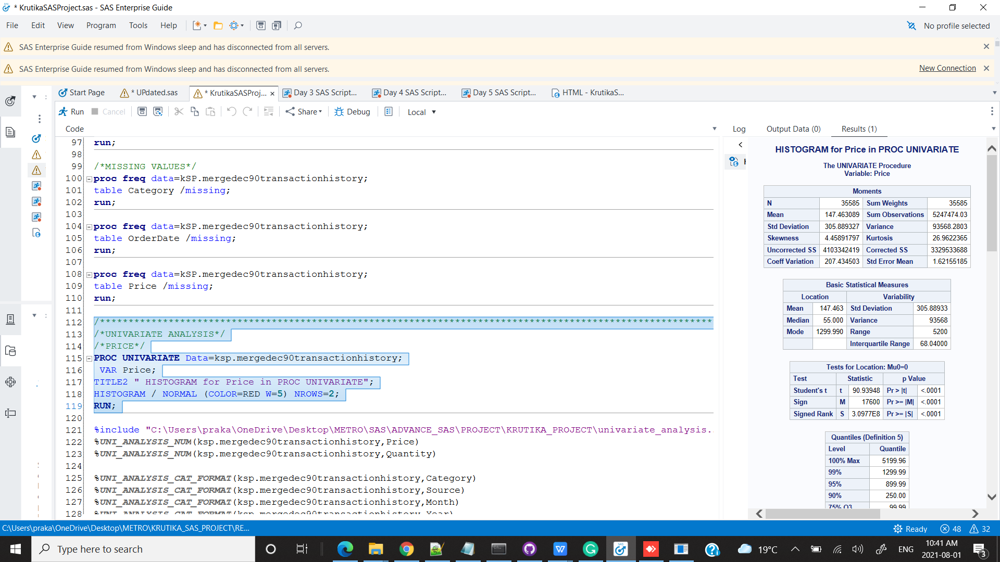 * KrutikaSASProject.sas - SAS Enterprise Guide
File Edit View Program Tools Help
No profile selected
SAS Enterprise Guide resumed from Windows sleep and has disconnected from all servers.
SAS Enterprise Guide resumed from Windows sleep and has disconnected from all servers.
New Connection
Start Page
* UPdated.sas
* KrutikaSASProj...
Day 3 SAS Script...
Day 4 SAS Script...
Day 5 SAS Script...
HTML - KrutikaS...
Run Cancel Share Debug Local
Code
97 run;
98
99 /*MISSING VALUES*/
100 proc freq data=kSP.mergedec90transactionhistory;
101 table Category /missing;
102 run;
103
104 proc freq data=kSP.mergedec90transactionhistory;
105 table OrderDate /missing;
106 run;
107
108 proc freq data=kSP.mergedec90transactionhistory;
109 table Price /missing;
110 run;
111
112 /************************************************************************************************************
113 /*UNIVARIATE ANALYSIS*/
114 /*PRICE*/
115 PROC UNIVARIATE Data=ksp.mergedec90transactionhistory;
116 VAR Price;
117 TITLE2 " HISTOGRAM for Price in PROC UNIVARIATE";
118 HISTOGRAM / NORMAL (COLOR=RED W=5) NROWS=2;
119 RUN;
120
121 %include "C:\Users\praka\OneDrive\Desktop\METRO\SAS\ADVANCE_SAS\PROJECT\KRUTIKA_PROJECT\univariate_analysis.
122 %UNI_ANALYSIS_NUM(ksp.mergedec90transactionhistory,Price)
123 %UNI_ANALYSIS_NUM(ksp.mergedec90transactionhistory,Quantity)
124
125 %UNI_ANALYSIS_CAT_FORMAT(ksp.mergedec90transactionhistory,Category)
126 %UNI_ANALYSIS_CAT_FORMAT(ksp.mergedec90transactionhistory,Source)
127 %UNI_ANALYSIS_CAT_FORMAT(ksp.mergedec90transactionhistory,Month)
128 %UNI_ANALYSIS_CAT_FORMAT(ksp.mergedec90transactionhistory,Year)
Log Output Data (0) Results (1)
HISTOGRAM for Price in PROC UNIVARIATE
The UNIVARIATE Procedure
Variable: Price
Moments
N 35585 Sum Weights 35585
Mean 147.463089 Sum Observations 5247474.03
Std Deviation 305.889327 Variance 93568.2803
Skewness 4.45891797 Kurtosis 26.9622365
Uncorrected SS 4103342419 Corrected SS 3329533688
Coeff Variation 207.434503 Std Error Mean 1.62155185
Basic Statistical Measures
Location Variability
Mean 147.463 Std Deviation 305.88933
Median 55.000 Variance 93568
Mode 1299.990 Range 5200
Interquartile Range 68.04000
Tests for Location: Mu0=0
Test Statistic p Value
Student's t t 90.93948 Pr > |t| <.0001
Sign M 17600 Pr >= |M| <.0001
Signed Rank S 3.0977E8 Pr >= |S| <.0001
Quantiles (Definition 5)
Level Quantile
100% Max 5199.96
99% 1299.99
95% 899.99
90% 250.00
75% Q3 99.99
C:\Users\praka\OneDrive\Desktop\METRO\KRUTIKA_SAS_PROJECT\RE...
Ready 48 32
Type here to search
19°C ENG
10:41 AM
2021-08-01
3